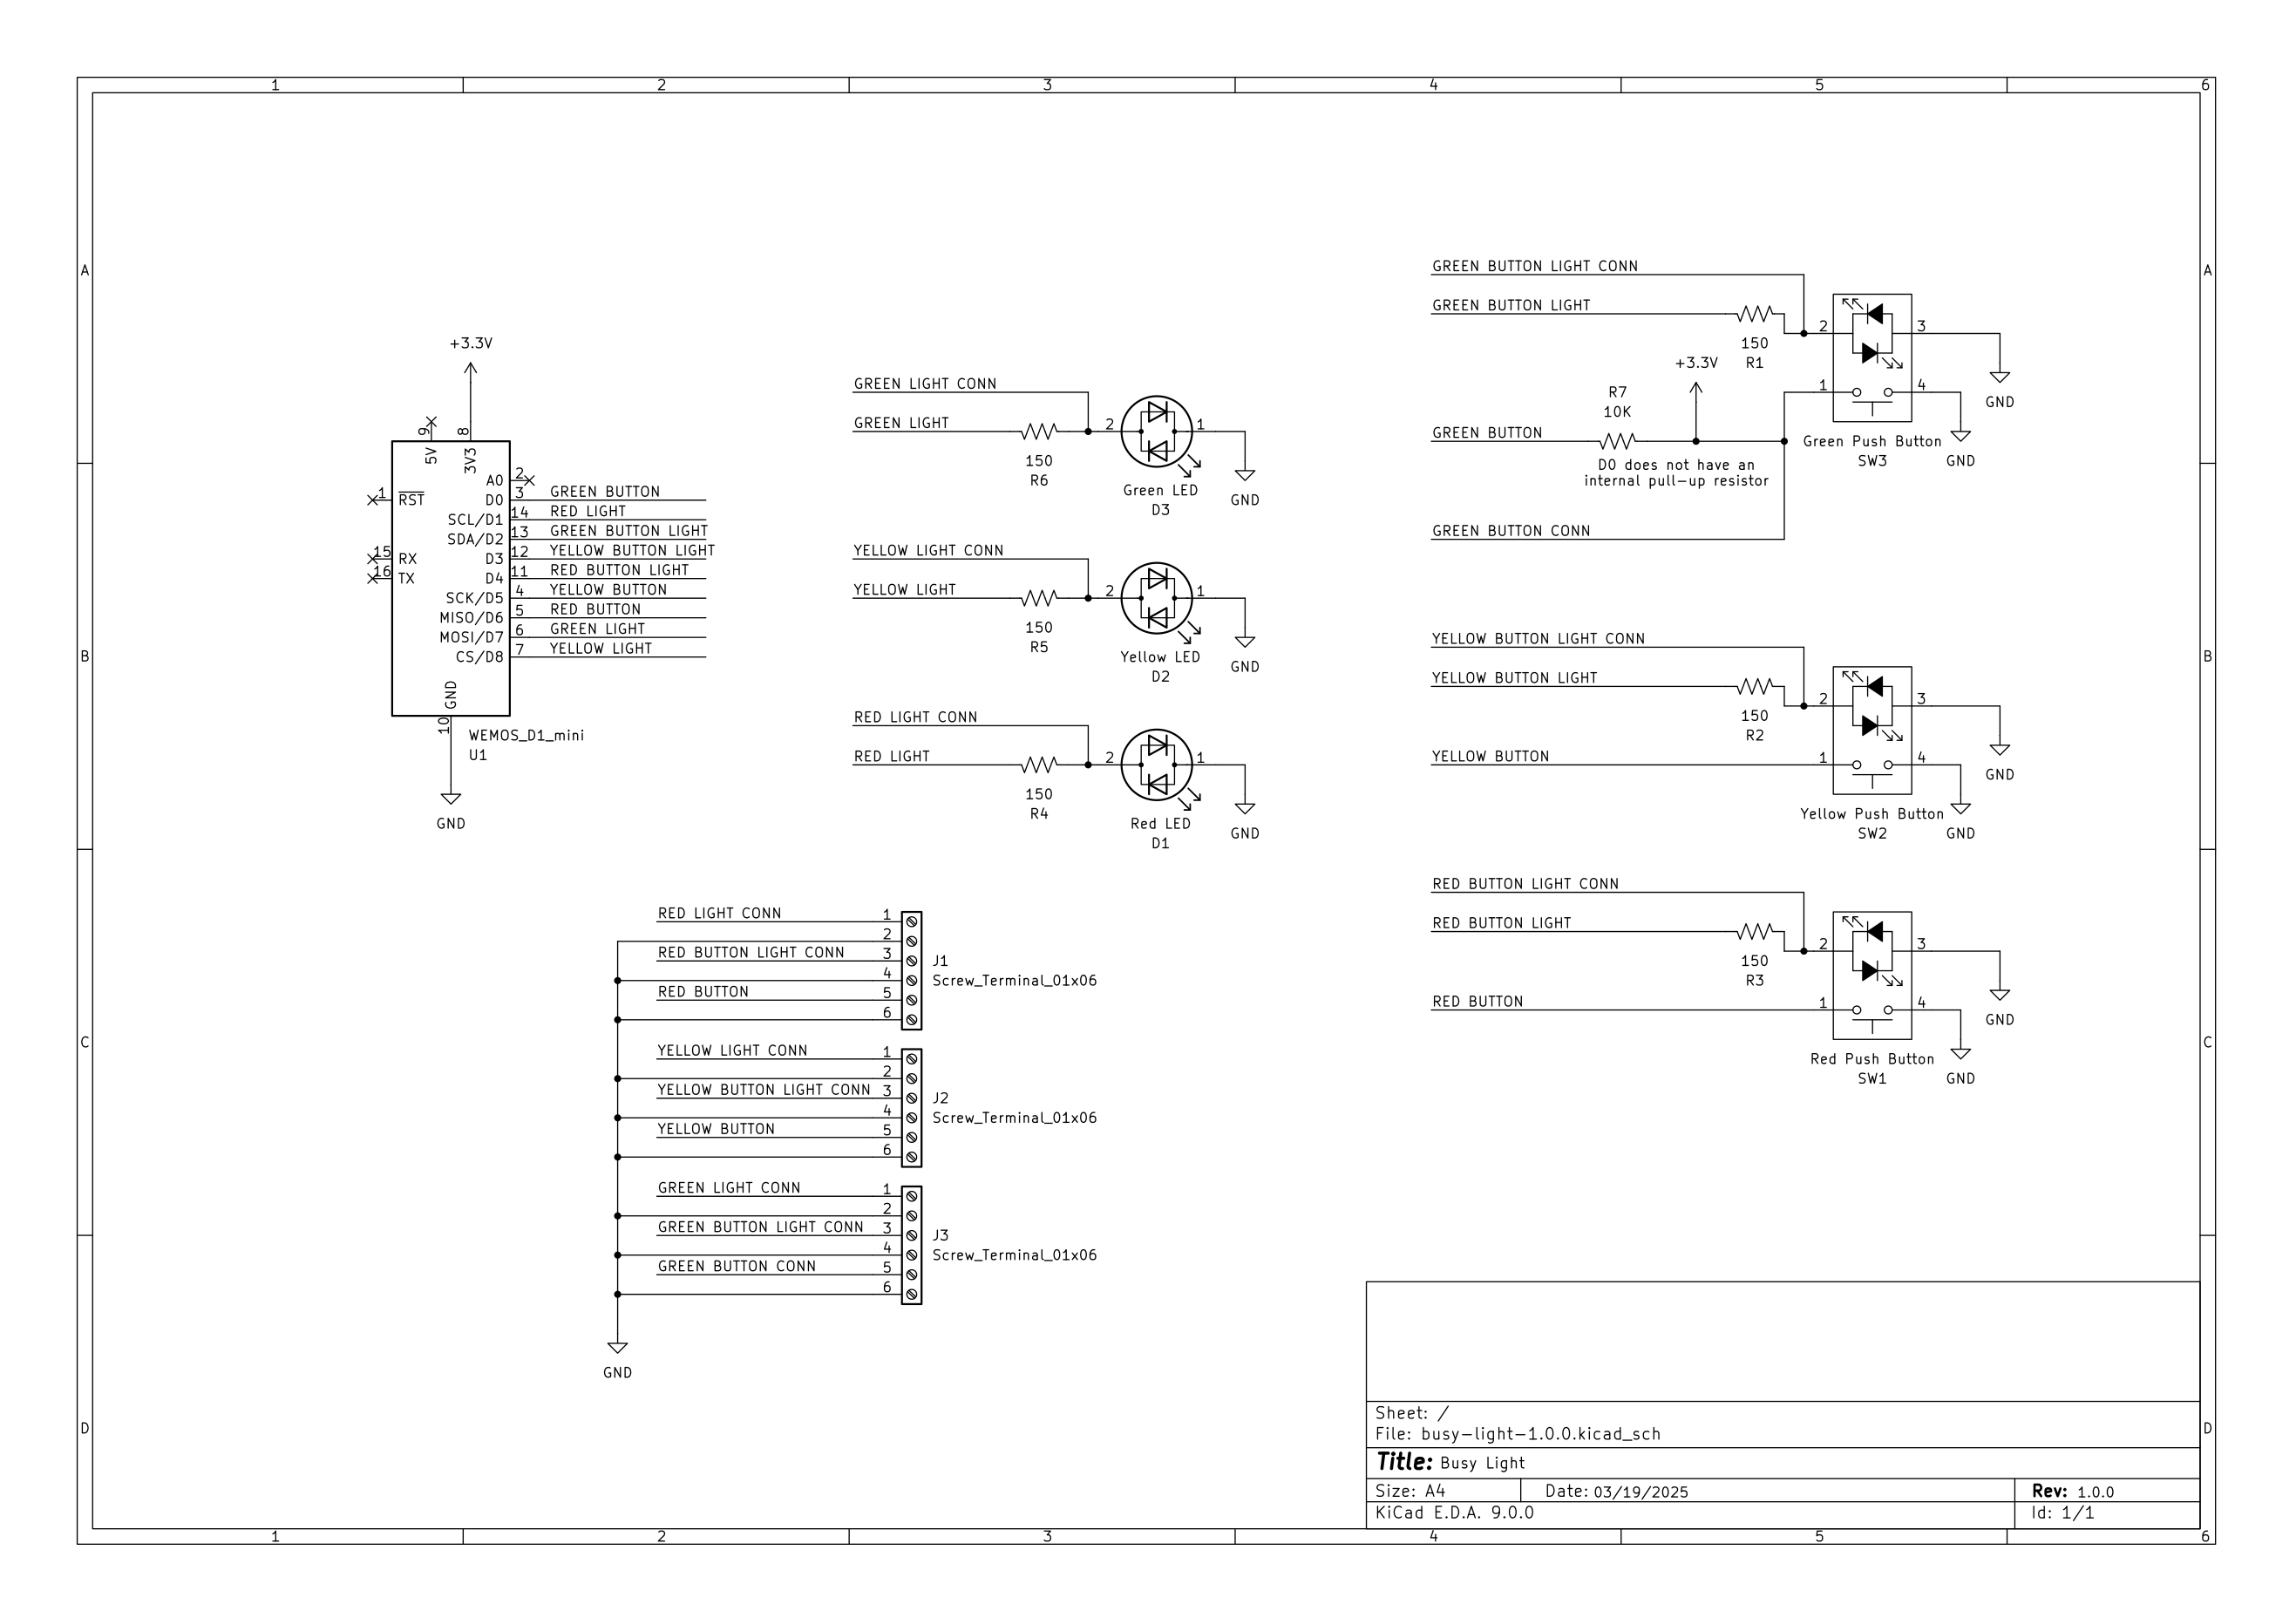 1 2 3 4 5 6
A A
B B
C C
D D
1 2 3 4 5 6
+3.3V
9
8
5V
3V3
1
RST
15
RX
16
TX
A0
2
D0
3
GREEN BUTTON
SCL/D1
14
RED LIGHT
SDA/D2
13
GREEN BUTTON LIGHT
D3
12
YELLOW BUTTON LIGHT
D4
11
RED BUTTON LIGHT
SCK/D5
4
YELLOW BUTTON
MISO/D6
5
RED BUTTON
MOSI/D7
6
GREEN LIGHT
CS/D8
7
YELLOW LIGHT
GND
10
WEMOS_D1_mini
U1
GND
GREEN LIGHT CONN
GREEN LIGHT
2
1
150
R6
Green LED
D3
GND
YELLOW LIGHT CONN
YELLOW LIGHT
2
1
150
R5
Yellow LED
D2
GND
RED LIGHT CONN
RED LIGHT
2
1
150
R4
Red LED
D1
GND
GREEN BUTTON LIGHT CONN
GREEN BUTTON LIGHT
150
R1
2
3
GND
+3.3V
R7
10K
1
4
GREEN BUTTON
D0 does not have an
internal pull-up resistor
Green Push Button
SW3
GND
GREEN BUTTON CONN
YELLOW BUTTON LIGHT CONN
YELLOW BUTTON LIGHT
150
R2
2
3
GND
YELLOW BUTTON
1
4
Yellow Push Button
SW2
GND
RED BUTTON LIGHT CONN
RED BUTTON LIGHT
150
R3
2
3
GND
RED BUTTON
1
4
Red Push Button
SW1
GND
RED LIGHT CONN
1
2
RED BUTTON LIGHT CONN
3
4
RED BUTTON
5
6
J1
Screw_Terminal_01x06
YELLOW LIGHT CONN
1
2
YELLOW BUTTON LIGHT CONN
3
4
YELLOW BUTTON
5
6
J2
Screw_Terminal_01x06
GREEN LIGHT CONN
1
2
GREEN BUTTON LIGHT CONN
3
4
GREEN BUTTON CONN
5
6
J3
Screw_Terminal_01x06
GND
Sheet: /
File: busy-light-1.0.0.kicad_sch
Title: Busy Light
Size: A4
Date: 03/19/2025
Rev: 1.0.0
KiCad E.D.A. 9.0.0
Id: 1/1